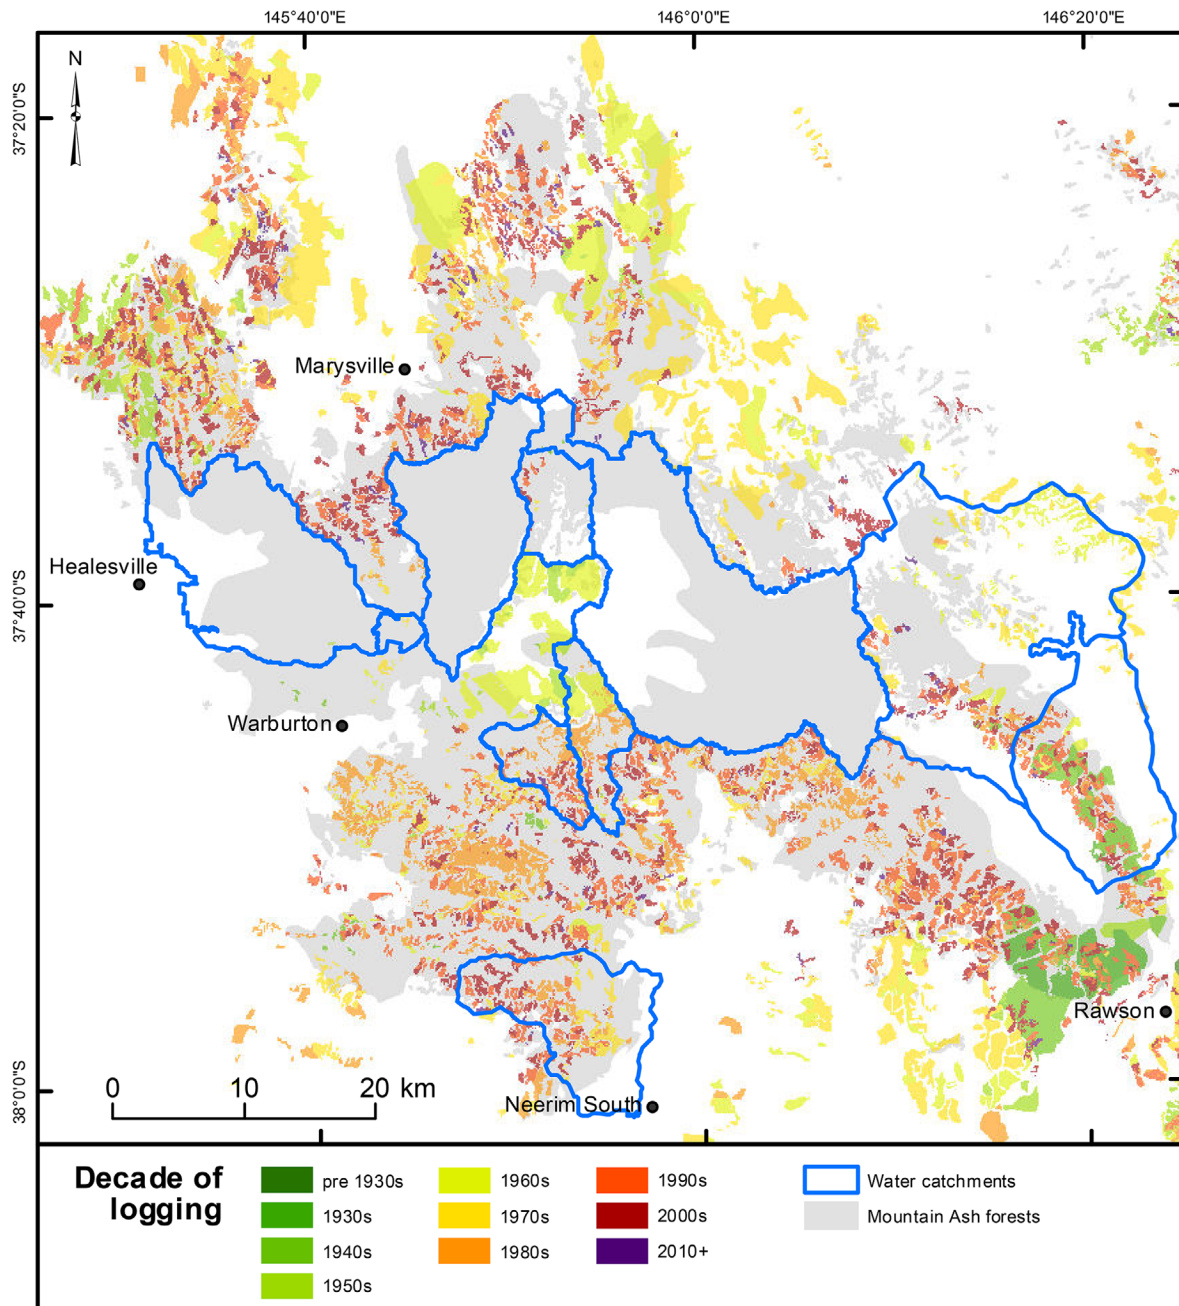 145°40'0"E
146°0'0"E
146°20'0"E
N
37°20'0"S
Marysville
Healesville
37°40'0"S
Warburton
Rawson
0 10 20 km
38°0'0"S
Neerim South
Decade of
logging
pre 1930s
1930s
1940s
1950s
1960s
1970s
1980s
1990s
2000s
2010+
Water catchments
Mountain Ash forests